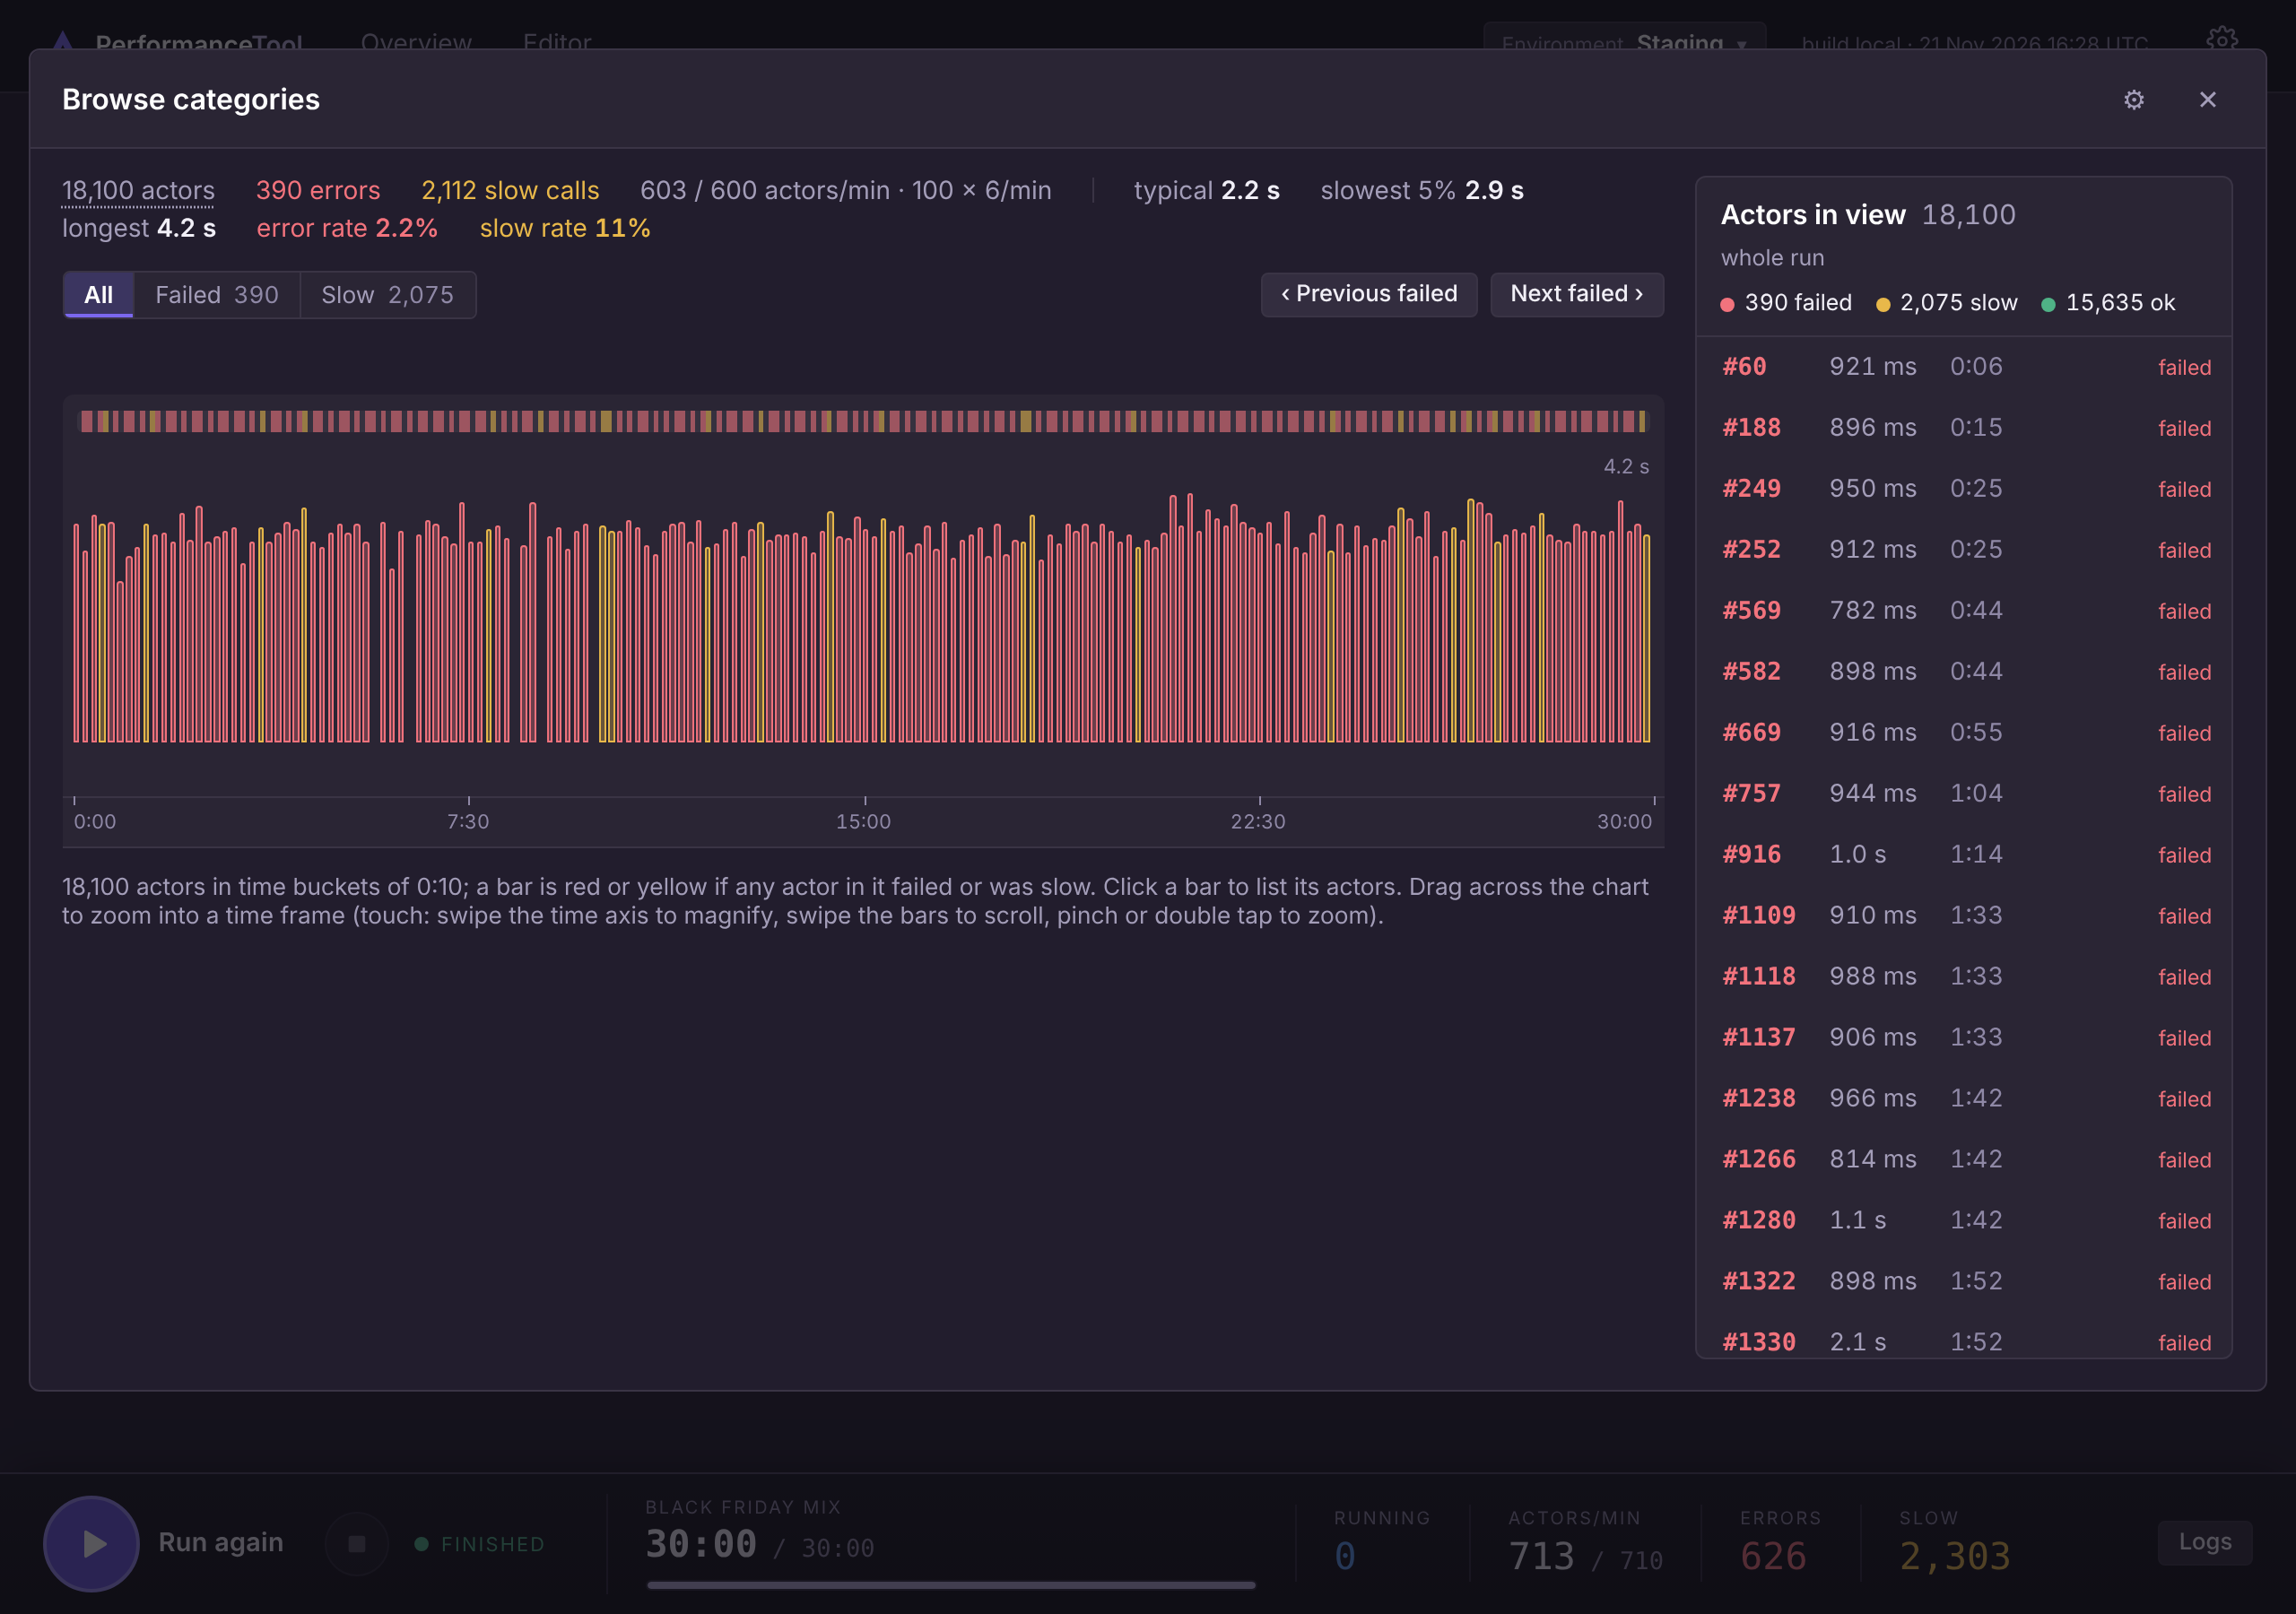 PerformanceTool Overview Editor Environment Staging ▾ build local · 21 Nov 2026 16:28 UTC
Browse categories
18,100 actors 390 errors 2,112 slow calls 603 / 600 actors/min · 100 × 6/min typical 2.2 s slowest 5% 2.9 s
longest 4.2 s error rate 2.2% slow rate 11%
All Failed 390 Slow 2,075 ‹ Previous failed Next failed ›
4.2 s
0:00 7:30 15:00 22:30 30:00
18,100 actors in time buckets of 0:10; a bar is red or yellow if any actor in it failed or was slow. Click a bar to list its actors. Drag across the chart
to zoom into a time frame (touch: swipe the time axis to magnify, swipe the bars to scroll, pinch or double tap to zoom).
Actors in view 18,100
whole run
390 failed 2,075 slow 15,635 ok
#60 921 ms 0:06 failed
#188 896 ms 0:15 failed
#249 950 ms 0:25 failed
#252 912 ms 0:25 failed
#569 782 ms 0:44 failed
#582 898 ms 0:44 failed
#669 916 ms 0:55 failed
#757 944 ms 1:04 failed
#916 1.0 s 1:14 failed
#1109 910 ms 1:33 failed
#1118 988 ms 1:33 failed
#1137 906 ms 1:33 failed
#1238 966 ms 1:42 failed
#1266 814 ms 1:42 failed
#1280 1.1 s 1:42 failed
#1322 898 ms 1:52 failed
#1330 2.1 s 1:52 failed
Run again FINISHED
BLACK FRIDAY MIX
30:00 / 30:00
RUNNING
0
ACTORS/MIN
713 / 710
ERRORS
626
SLOW
2,303
Logs